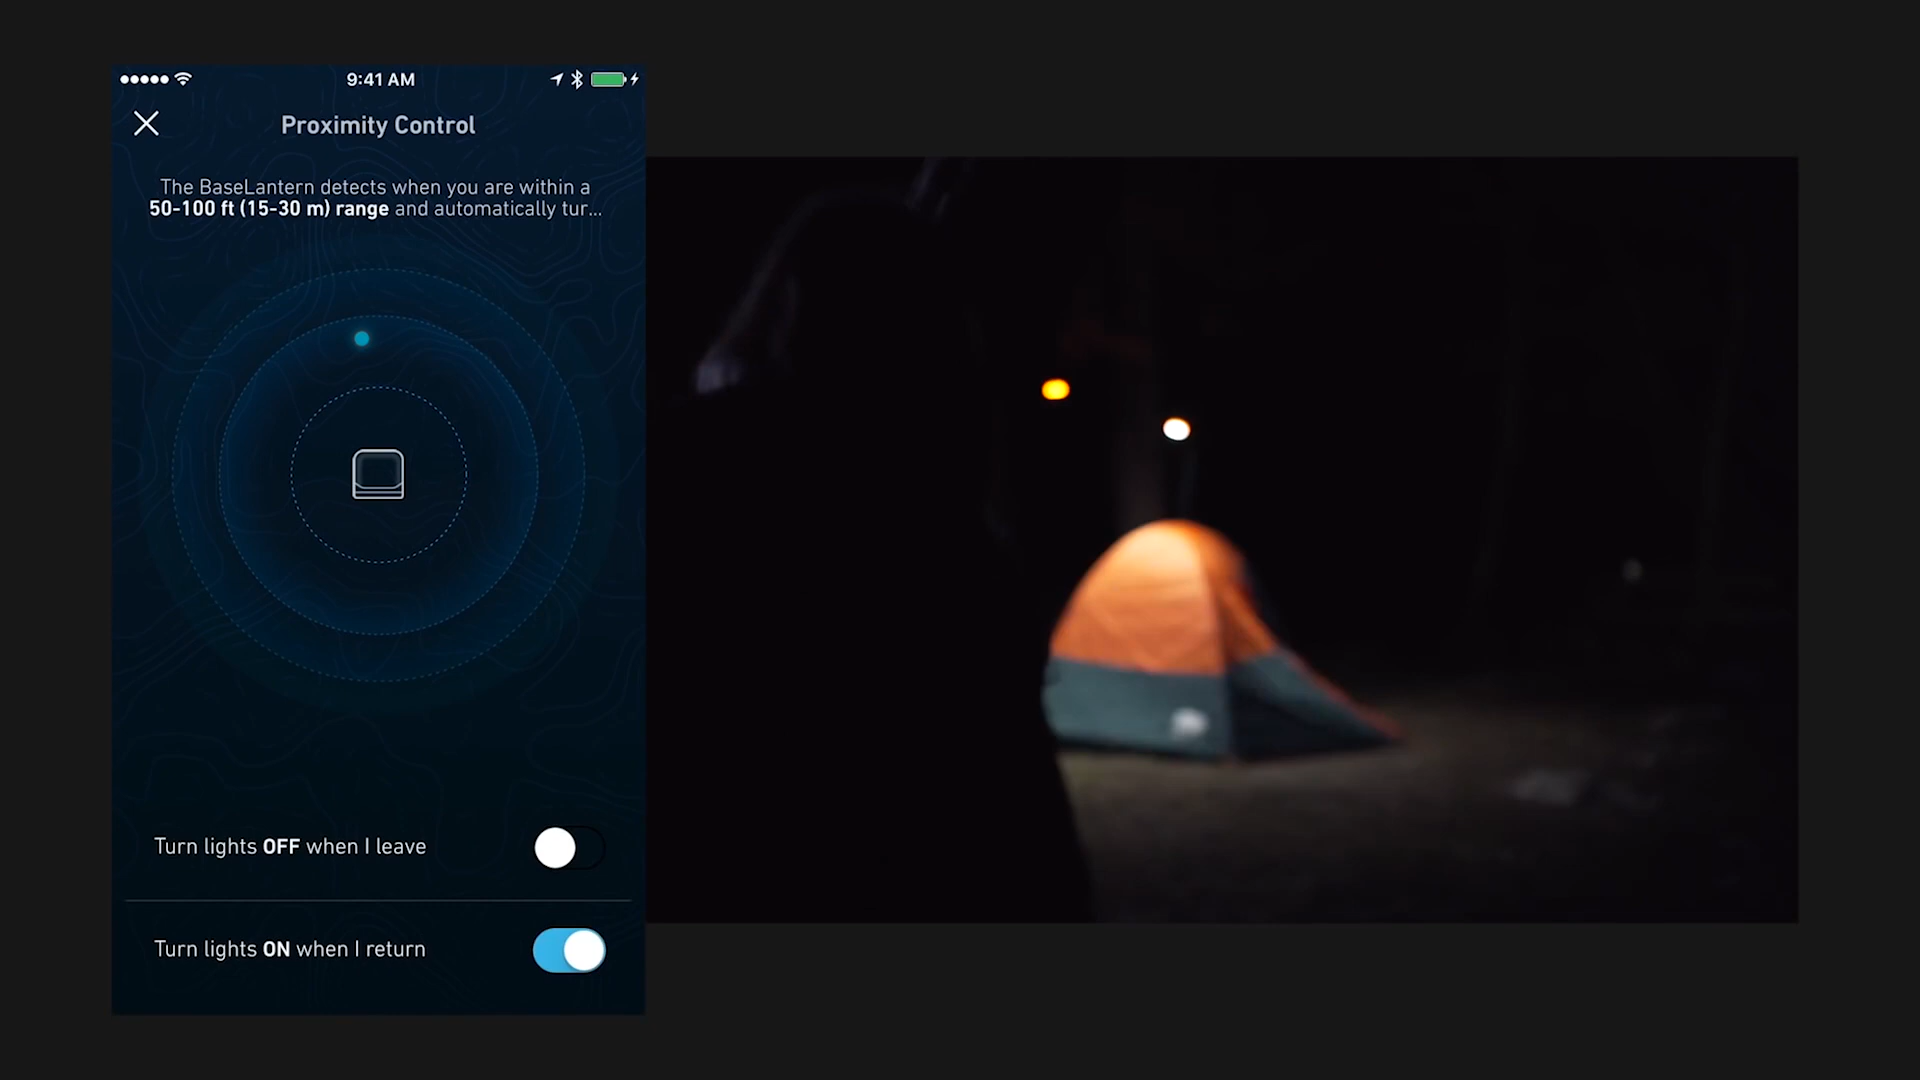 9:41 AM
Proximity Control
The BaseLantern detects when you are within a
50-100 ft (15-30 m) range and automatically tur...
Turn lights OFF when I leave
Turn lights ON when I return